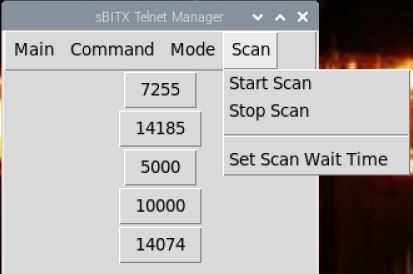 sBITX Telnet Manager
Main Command Mode Scan
7255
14185
5000
10000
14074
Start Scan
Stop Scan
Set Scan Wait Time